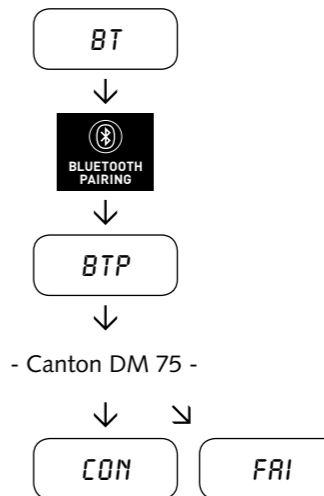 BT
BLUETOOTH
PAIRING
BTP
- Canton DM 75 -
CON FAI